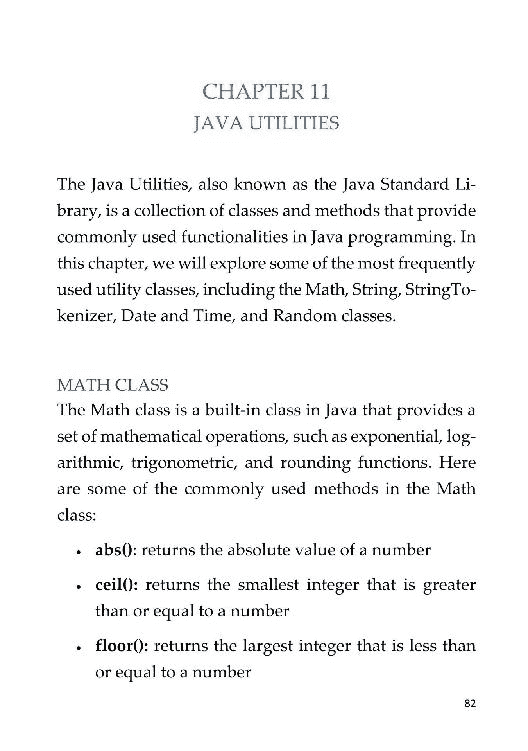 CHAPTER 11
JAVA UTILITIES
The Java Utilities, also known as the Java Standard Li-
brary, is a collection of classes and methods that provide
commonly used functionalities in Java programming. In
this chapter, we will explore some of the most frequently
used utility classes, including the Math, String, StringTo-
kenizer, Date and Time, and Random classes.
MATH CLASS
The Math class is a built-in class in Java that provides a
set of mathematical operations, such as exponential, log-
arithmic, trigonometric, and rounding functions. Here
are some of the commonly used methods in the Math
class:
• abs(): returns the absolute value of a number
• ceil(): returns the smallest integer that is greater
than or equal to a number
• floor(): returns the largest integer that is less than
or equal to a number
82